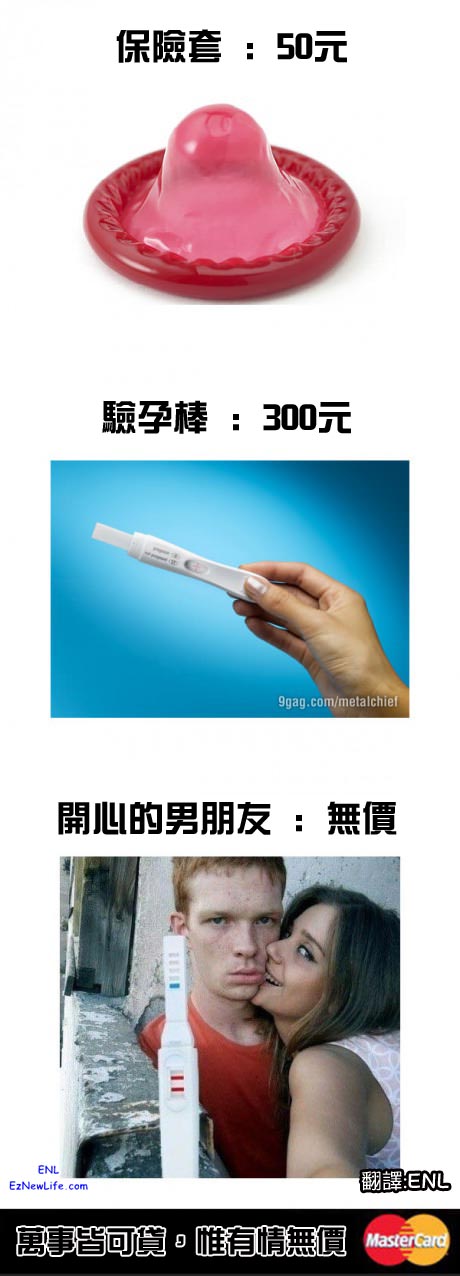 保險套 : 50元
驗孕棒 : 300元
9gag.com/metalchief
開心的男朋友 : 無價
ENL
EzNewLife.com
翻譯:ENL
萬事皆可貸，惟有情無價
MasterCard